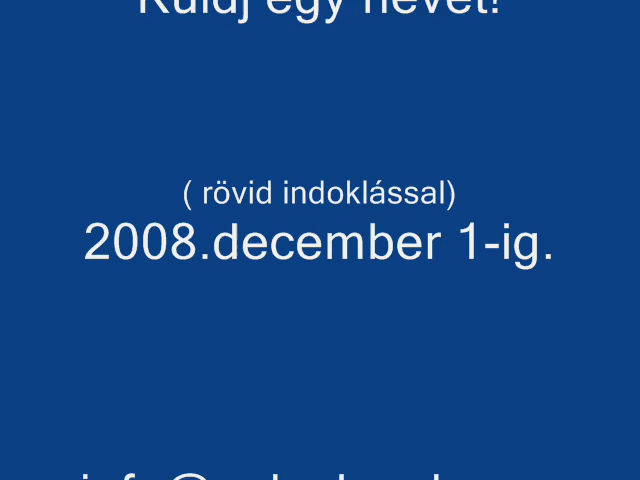 Küldj egy nevet!
( rövid indoklással)
2008.december 1-ig.